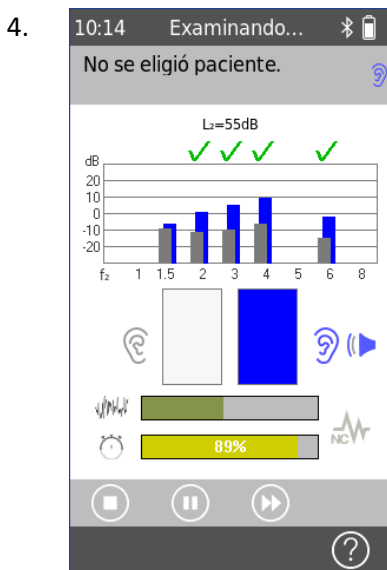 4.
10:14 Examinando...
No se eligió paciente.
L₂=55dB
dB
20
10
0
-10
-20
f₂ 1 1.5 2 3 4 5 6 8
NC
89%